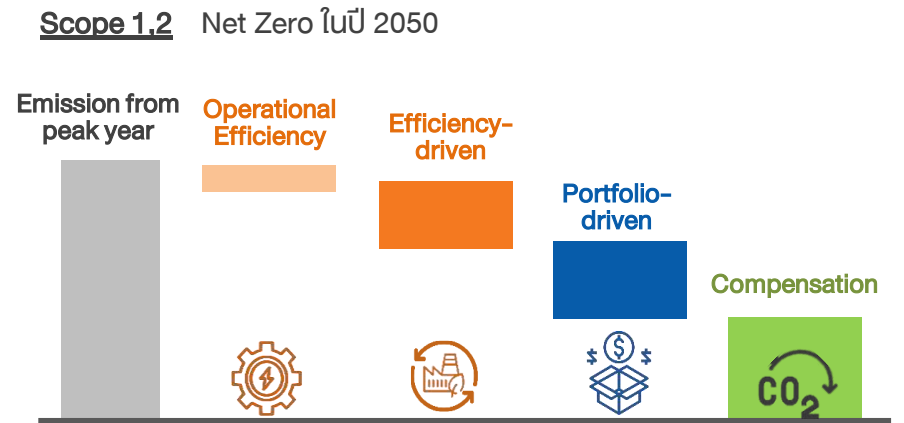 Scope 1,2 Net Zero ในปี 2050
Emission from
peak year
Operational
Efficiency
Efficiency-
driven
Portfolio-
driven
Compensation
$ $ $
CO2